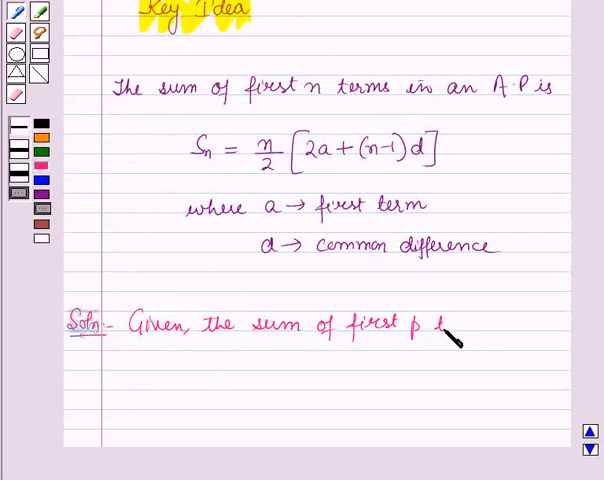 Key Idea
The sum of first n terms in an A.P is
Sn = n/2 [2a + (n-1) d]
where a → first term
d → common difference
Soln:- Given, the sum of first p t